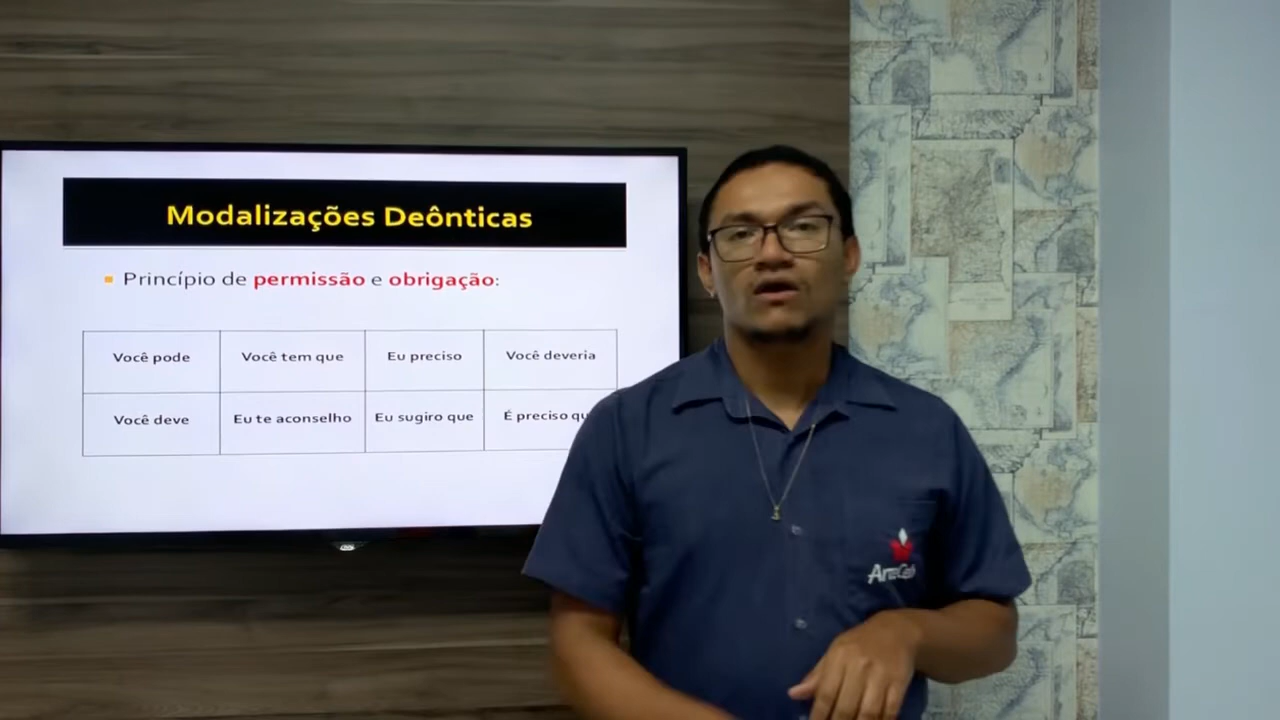 Modalizações Deônticas
Princípio de permissão e obrigação:
Você pode
Você tem que
Eu preciso
Você deveria
Você deve
Eu te aconselho
Eu sugiro que
É preciso